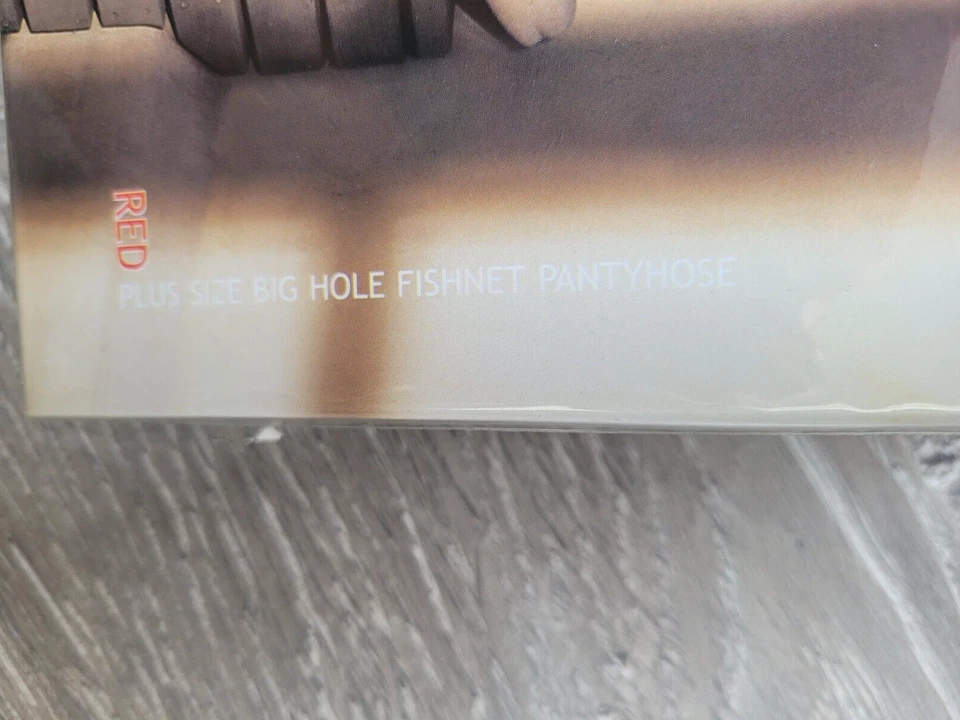 RED
PLUS SIZE BIG HOLE FISHNET PANTYHOSE